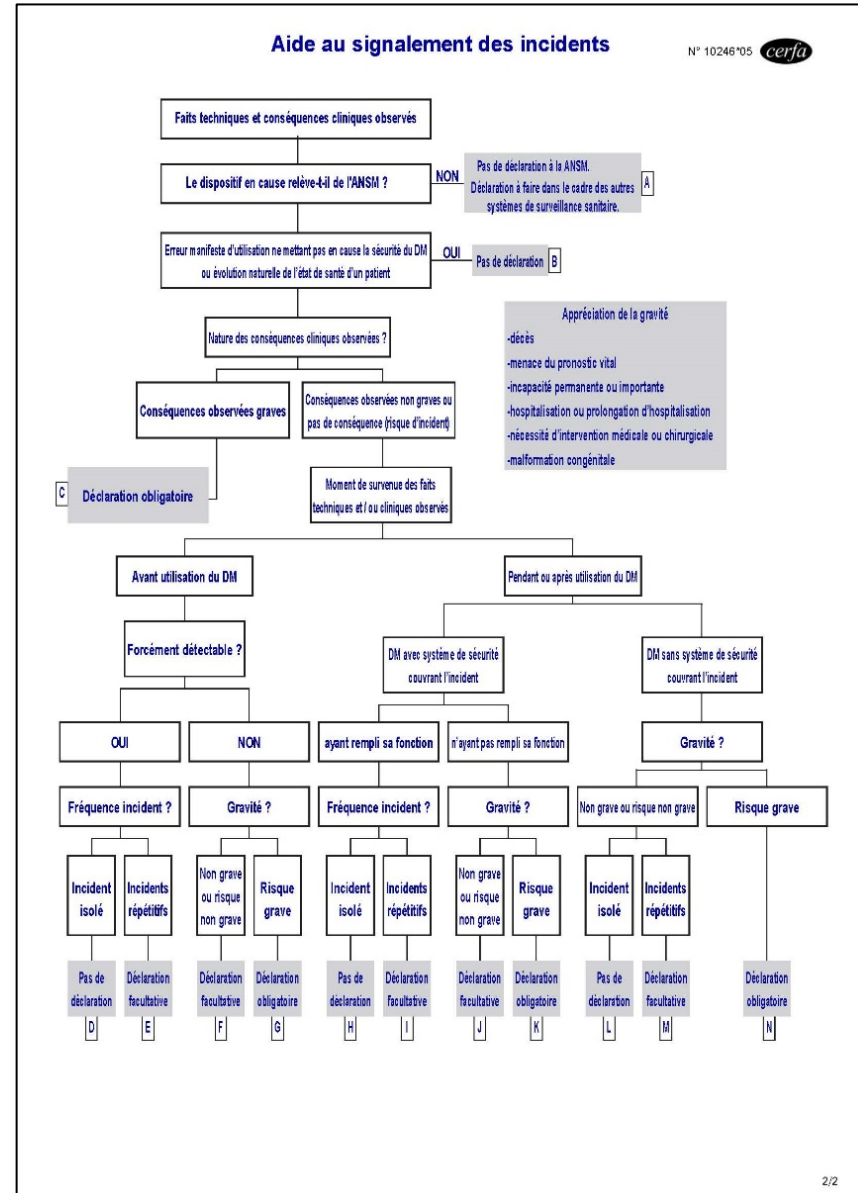 Aide au signalement des incidents
N° 10246*05 cerfa
Faits techniques et conséquences cliniques observés
Le dispositif en cause relève-t-il de l'ANSM ?
NON
Pas de déclaration à la ANSM.
Déclaration à faire dans le cadre des autres
systèmes de surveillance sanitaire.
A
Erreur manifeste d'utilisation ne mettant pas en cause la sécurité du DM
ou évolution naturelle de l'état de santé d'un patient
OUI
Pas de déclaration
B
Nature des conséquences cliniques observées ?
Appréciation de la gravité
-décès
-menace du pronostic vital
-incapacité permanente ou importante
-hospitalisation ou prolongation d'hospitalisation
-nécessité d'intervention médicale ou chirurgicale
-malformation congénitale
Conséquences observées graves
Conséquences observées non graves ou
pas de conséquence (risque d'incident)
C
Déclaration obligatoire
Moment de survenue des faits
techniques et / ou cliniques observés
Avant utilisation du DM
Pendant ou après utilisation du DM
Forcément détectable ?
DM avec système de sécurité
couvrant l'incident
DM sans système de sécurité
couvrant l'incident
OUI
NON
ayant rempli sa fonction
n'ayant pas rempli sa fonction
Gravité ?
Fréquence incident ?
Gravité ?
Fréquence incident ?
Gravité ?
Non grave ou risque non grave
Risque grave
Incident
isolé
Incidents
répétitifs
Non grave
ou risque
non grave
Risque
grave
Incident
isolé
Incidents
répétitifs
Non grave
ou risque
non grave
Risque
grave
Incident
isolé
Incidents
répétitifs
Pas de
déclaration
D
Déclaration
facultative
E
Déclaration
facultative
F
Déclaration
obligatoire
G
Pas de
déclaration
H
Déclaration
facultative
I
Déclaration
facultative
J
Déclaration
obligatoire
K
Pas de
déclaration
L
Déclaration
facultative
M
Déclaration
obligatoire
N
2/2